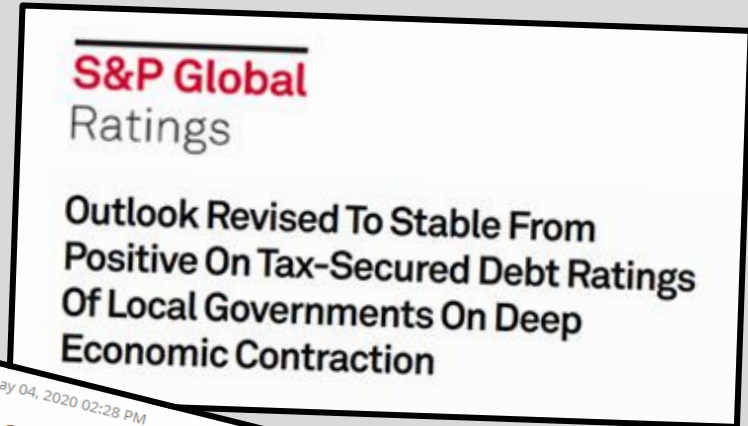 S&P Global
Ratings
Outlook Revised To Stable From
Positive On Tax-Secured Debt Ratings
Of Local Governments On Deep
Economic Contraction
04, 2020 02:28 PM